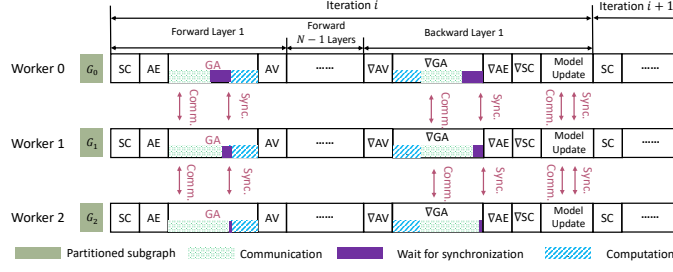 Iteration i
Iteration i + 1
Forward Layer 1
Forward
N − 1 Layers
Backward Layer 1
Worker 0
G0
SC
AE
GA
AV
......
∇AV
∇GA
∇AE
∇SC
Model
Update
SC
......
Comm.
Sync.
Comm.
Sync.
Comm.
Sync.
Worker 1
G1
SC
AE
GA
AV
......
∇AV
∇GA
∇AE
∇SC
Model
Update
SC
......
Comm.
Sync.
Comm.
Sync.
Comm.
Sync.
Worker 2
G2
SC
AE
GA
AV
......
∇AV
∇GA
∇AE
∇SC
Model
Update
SC
......
Partitioned subgraph
Communication
Wait for synchronization
Computation